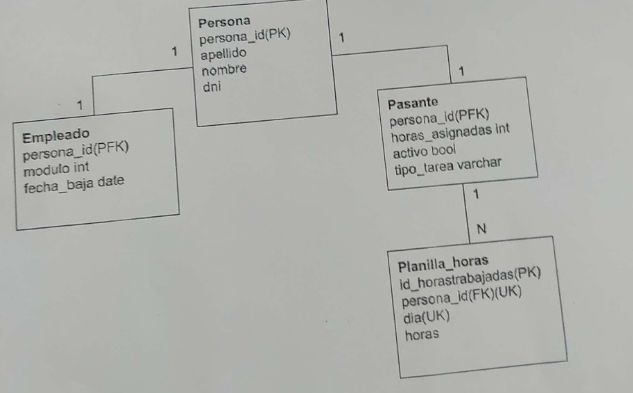 Persona
persona_id(PK)
apellido
nombre
dni
1
1
1
1
Empleado
persona_id(PFK)
modulo int
fecha_baja date
Pasante
persona_id(PFK)
horas_asignadas int
activo bool
tipo_tarea varchar
1
N
Planilla_horas
id_horastrabajadas(PK)
persona_id(FK)(UK)
dia(UK)
horas